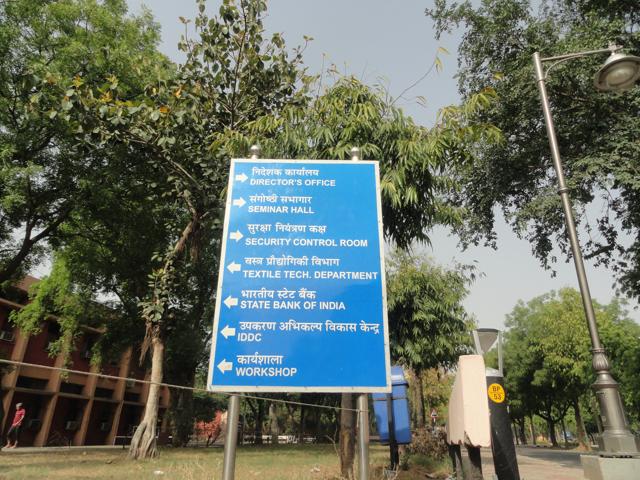 निदेशक कार्यालय
DIRECTOR'S OFFICE
संगोष्ठी सभागार
SEMINAR HALL
सुरक्षा नियंत्रण कक्ष
SECURITY CONTROL ROOM
वस्त्र प्रौद्योगिकी विभाग
TEXTILE TECH. DEPARTMENT
भारतीय स्टेट बैंक
STATE BANK OF INDIA
उपकरण अभिकल्प विकास केन्द्र
IDDC
कार्यशाला
WORKSHOP
BP
53